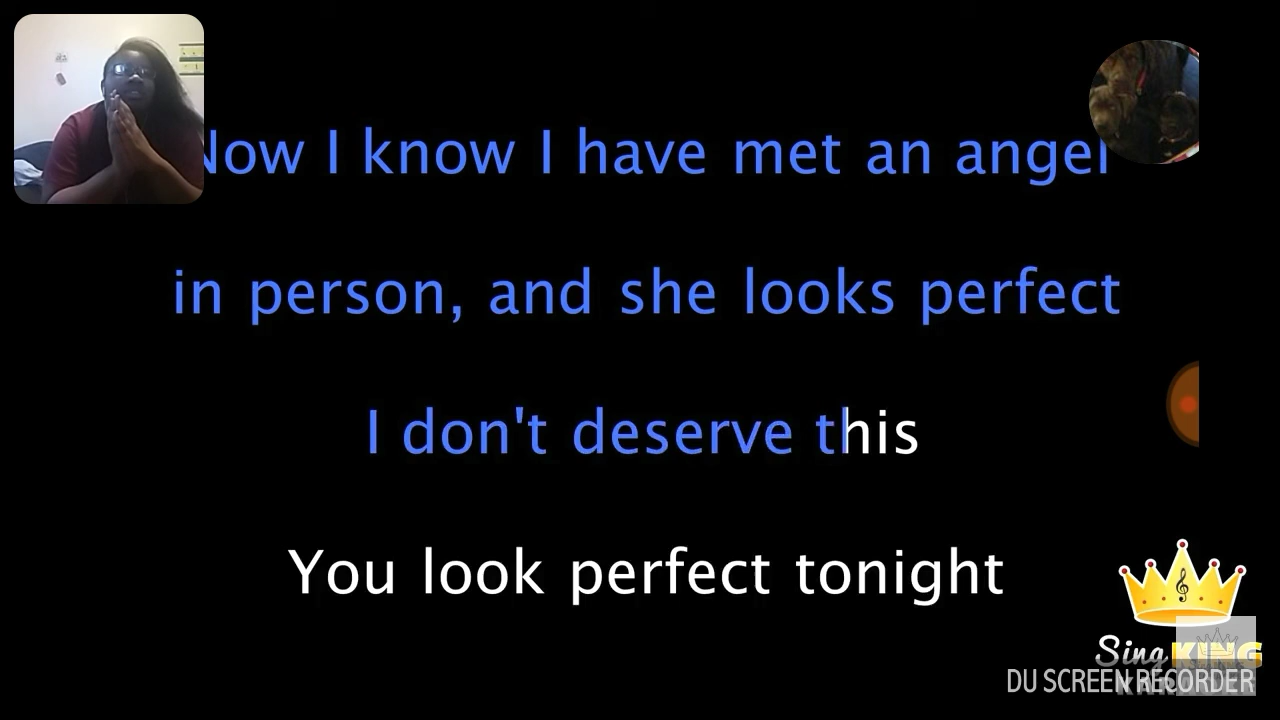 Now I know I have met an angel
in person, and she looks perfect
I don't deserve this
You look perfect tonight
Sing KING
DU SCREEN RECORDER